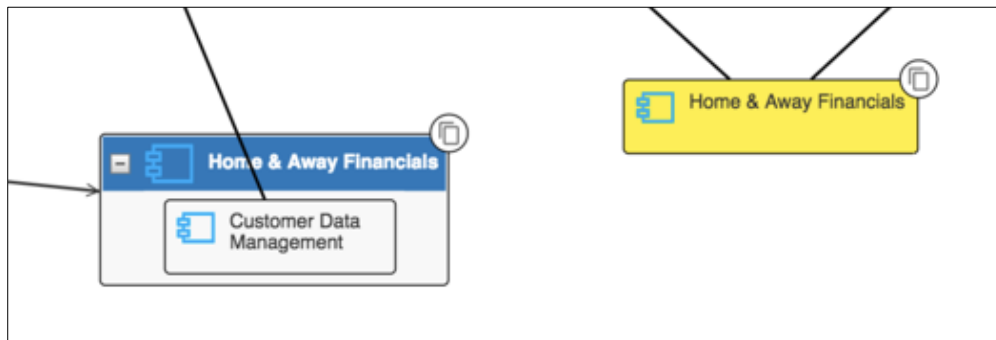 Home & Away Financials
Home & Away Financials
Customer Data
Management